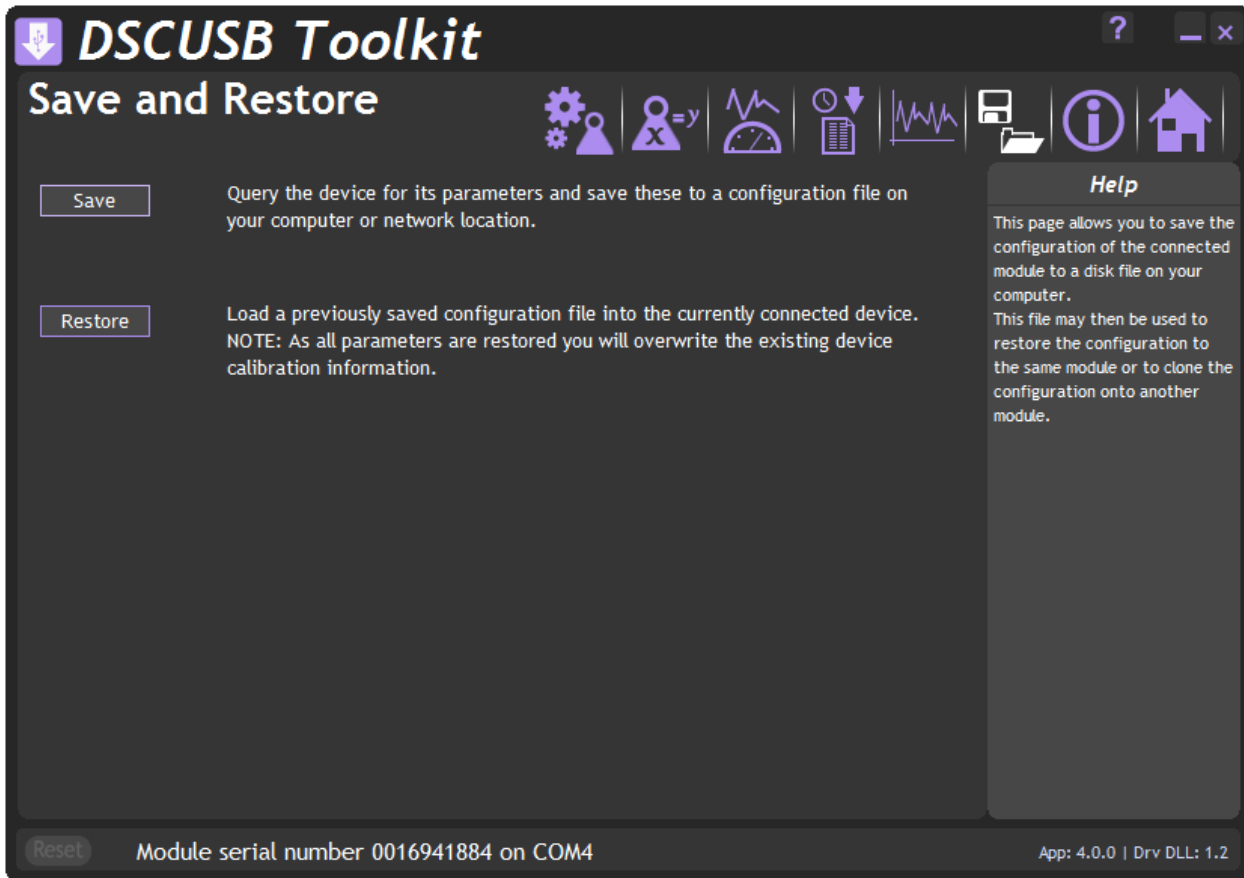 DSCUSB Toolkit
?
Save and Restore
x
=y
Save
Query the device for its parameters and save these to a configuration file on
your computer or network location.
Restore
Load a previously saved configuration file into the currently connected device.
NOTE: As all parameters are restored you will overwrite the existing device
calibration information.
Help
This page allows you to save the
configuration of the connected
module to a disk file on your
computer.
This file may then be used to
restore the configuration to
the same module or to clone the
configuration onto another
module.
Reset
Module serial number 0016941884 on COM4
App: 4.0.0 | Drv DLL: 1.2